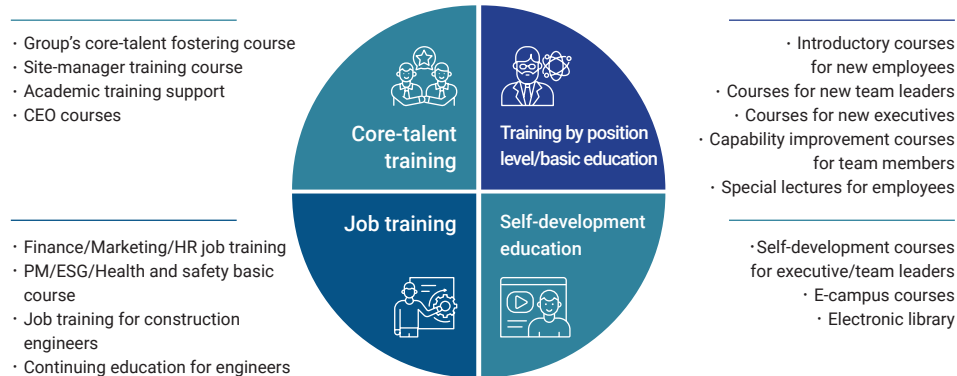 · Group's core-talent fostering course
· Site-manager training course
· Academic training support
· CEO courses
Core-talent
training
Training by position
level/basic education
· Introductory courses
for new employees
· Courses for new team leaders
· Courses for new executives
· Capability improvement courses
for team members
· Special lectures for employees
· Finance/Marketing/HR job training
· PM/ESG/Health and safety basic
course
· Job training for construction
engineers
· Continuing education for engineers
Job training
Self-development
education
·Self-development courses
for executive/team leaders
· E-campus courses
· Electronic library